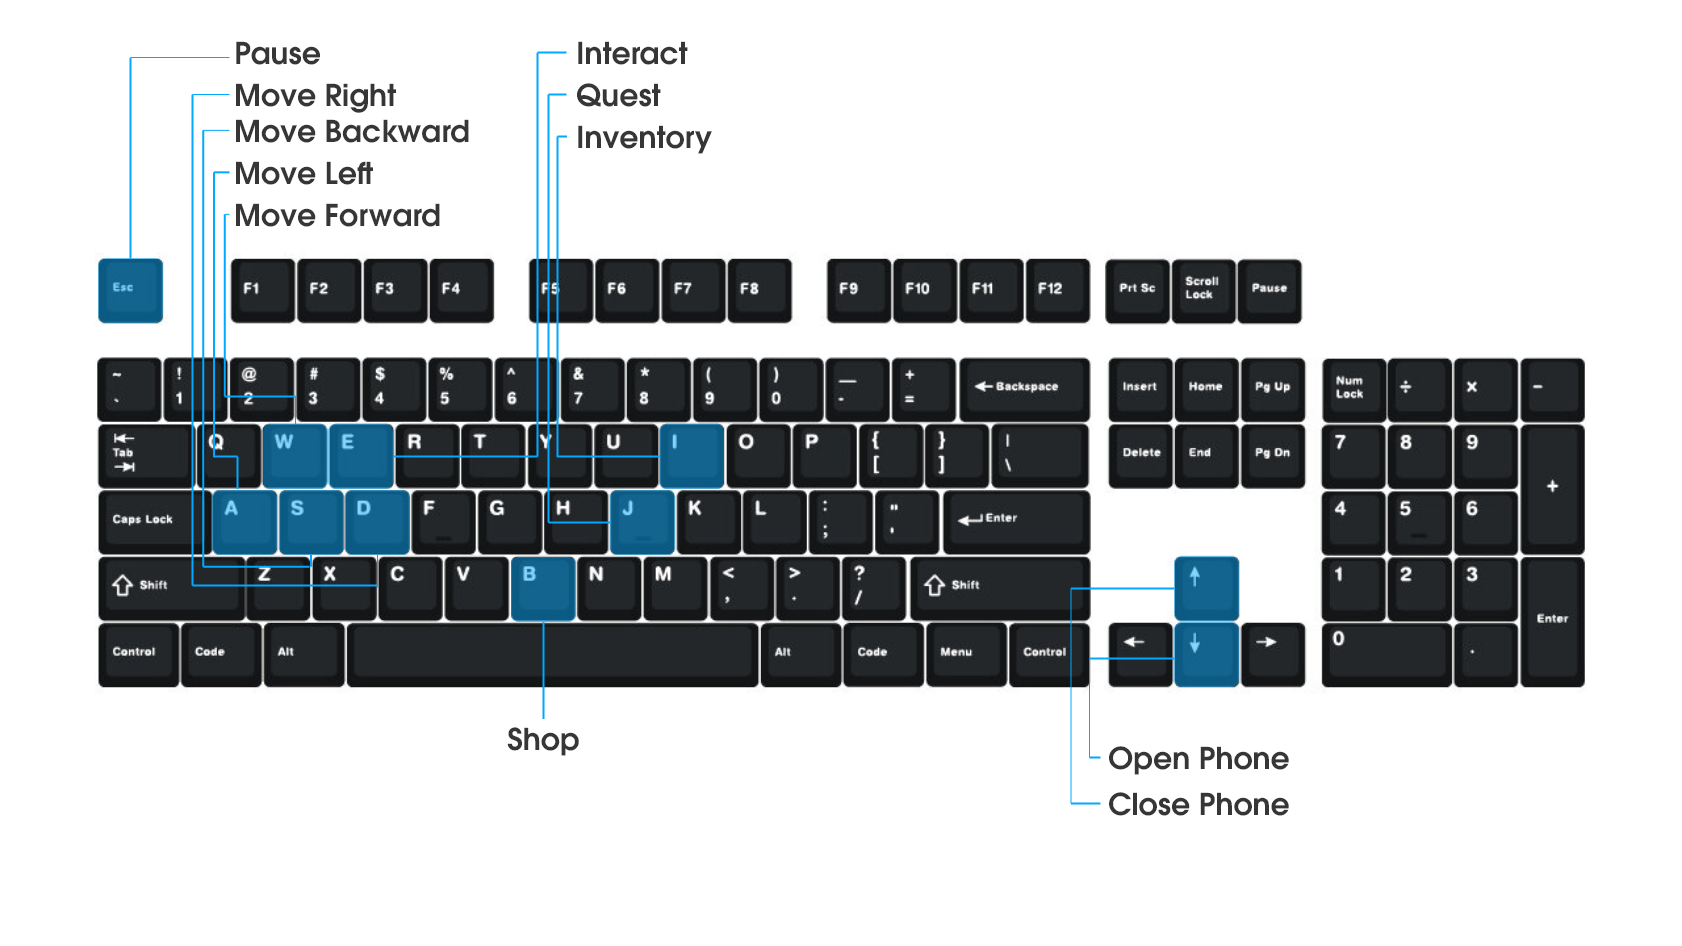 Pause
Move Right
Move Backward
Move Left
Move Forward
Interact
Quest
Inventory
Esc F1 F2 F3 F4 F5 F6 F7 F8 F9 F10 F11 F12 Prt Sc Scroll Lock Pause
~ ! @ # $ % ^ & * ( ) — +
` 1 2 3 4 5 6 7 8 9 0 - = ← Backspace Insert Home Pg Up Num Lock ÷ × −
Tab Q W E R T Y U I O P { } |
[ ] \ Delete End Pg Dn 7 8 9 +
Caps Lock A S D F G H J K L : "
; ' Enter 4 5 6
Shift Z X C V B N M < > ?
, . / Shift ↑ 1 2 3 Enter
Control Code Alt Alt Code Menu Control ← ↓ → 0 .
Shop
Open Phone
Close Phone